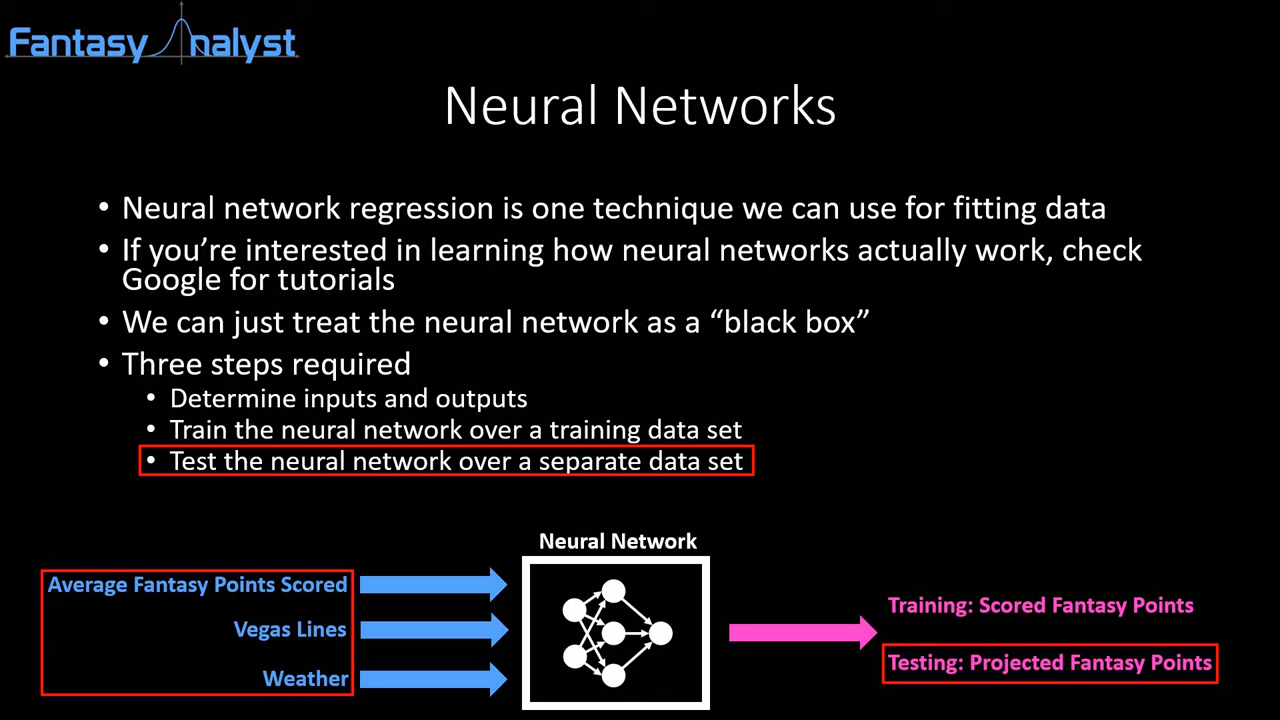 Fantasy Analyst
Neural Networks
• Neural network regression is one technique we can use for fitting data
• If you’re interested in learning how neural networks actually work, check
Google for tutorials
• We can just treat the neural network as a “black box”
• Three steps required
• Determine inputs and outputs
• Train the neural network over a training data set
• Test the neural network over a separate data set
Neural Network
Average Fantasy Points Scored
Vegas Lines
Weather
Training: Scored Fantasy Points
Testing: Projected Fantasy Points